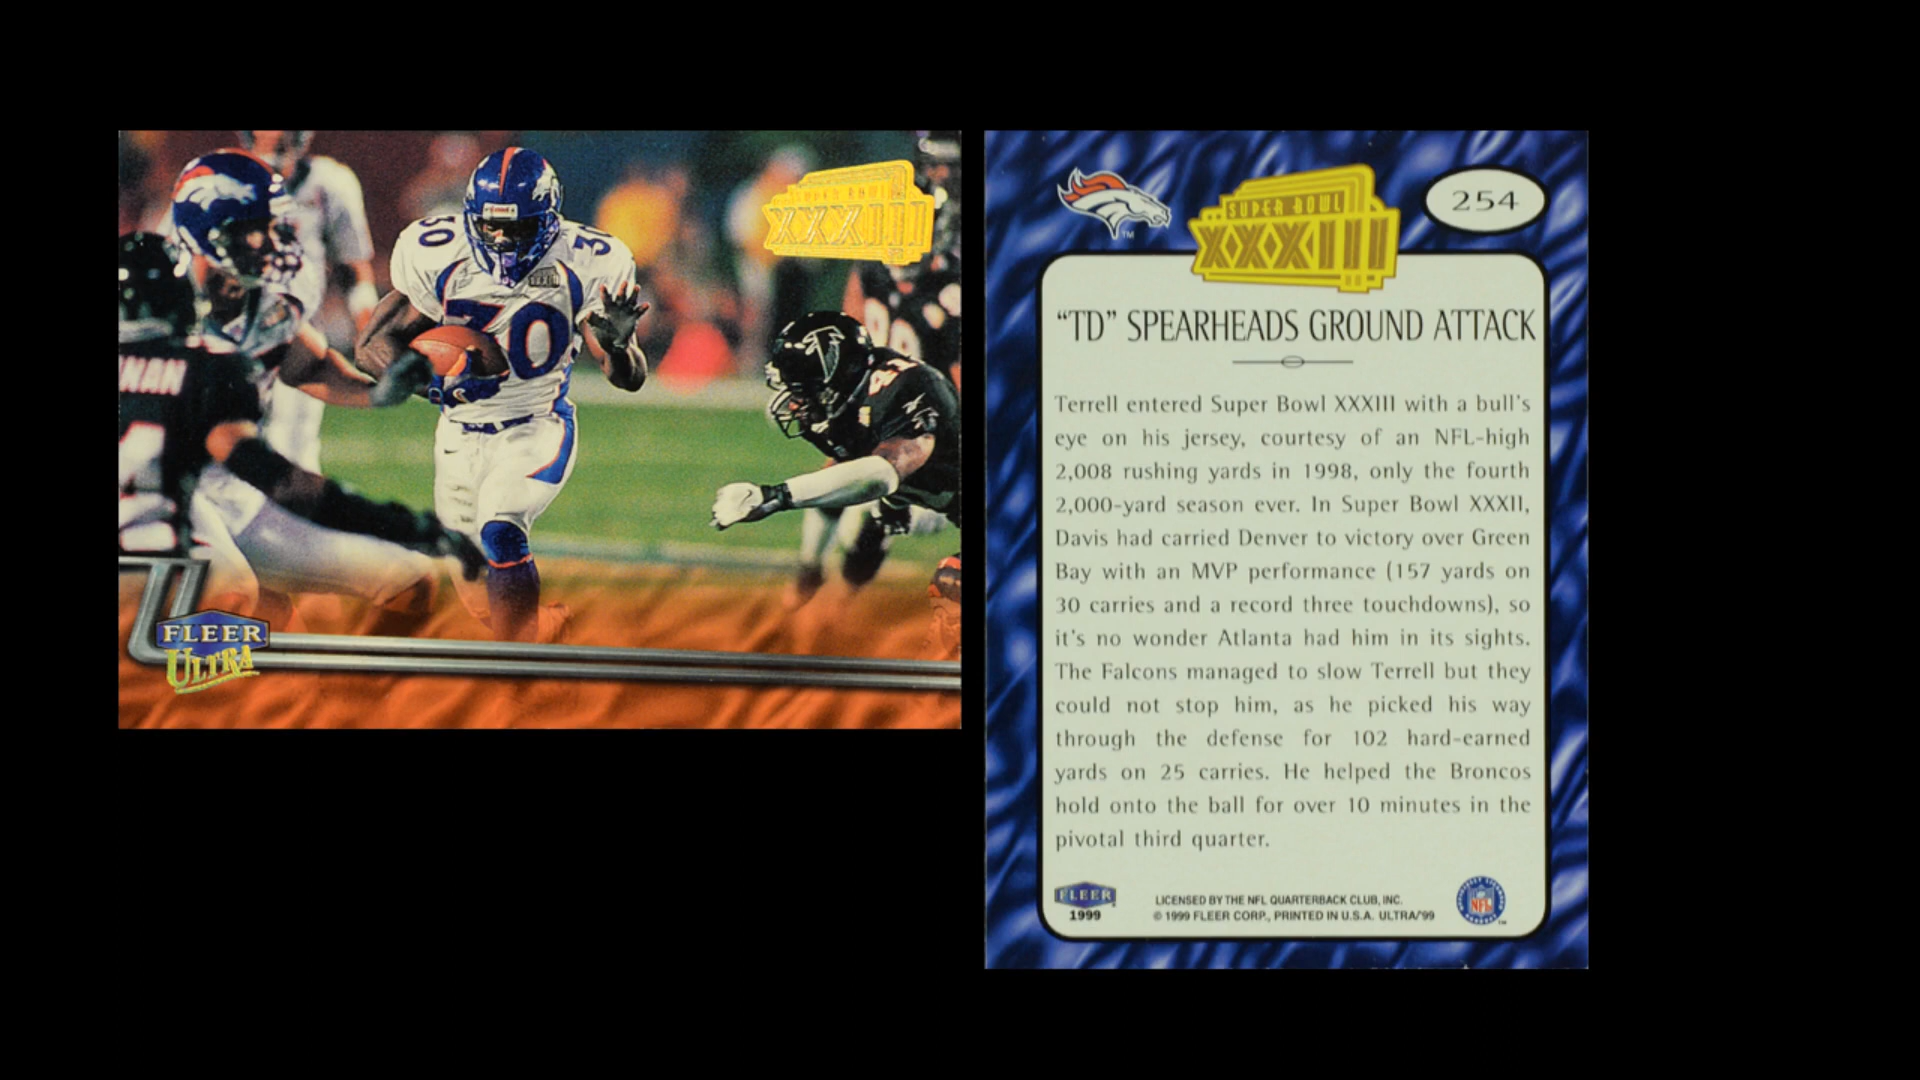 SUPER BOWL
XXXIII
30
30
30
NAN
41
FLEER
ULTRA
SUPER BOWL
XXXIII
254
TM
“TD” SPEARHEADS GROUND ATTACK
Terrell entered Super Bowl XXXIII with a bull's
eye on his jersey, courtesy of an NFL-high
2,008 rushing yards in 1998, only the fourth
2,000-yard season ever. In Super Bowl XXXII,
Davis had carried Denver to victory over Green
Bay with an MVP performance (157 yards on
30 carries and a record three touchdowns), so
it's no wonder Atlanta had him in its sights.
The Falcons managed to slow Terrell but they
could not stop him, as he picked his way
through the defense for 102 hard-earned
yards on 25 carries. He helped the Broncos
hold onto the ball for over 10 minutes in the
pivotal third quarter.
FLEER
1999
LICENSED BY THE NFL QUARTERBACK CLUB, INC.
© 1999 FLEER CORP., PRINTED IN U.S.A. ULTRA/'99
NFL